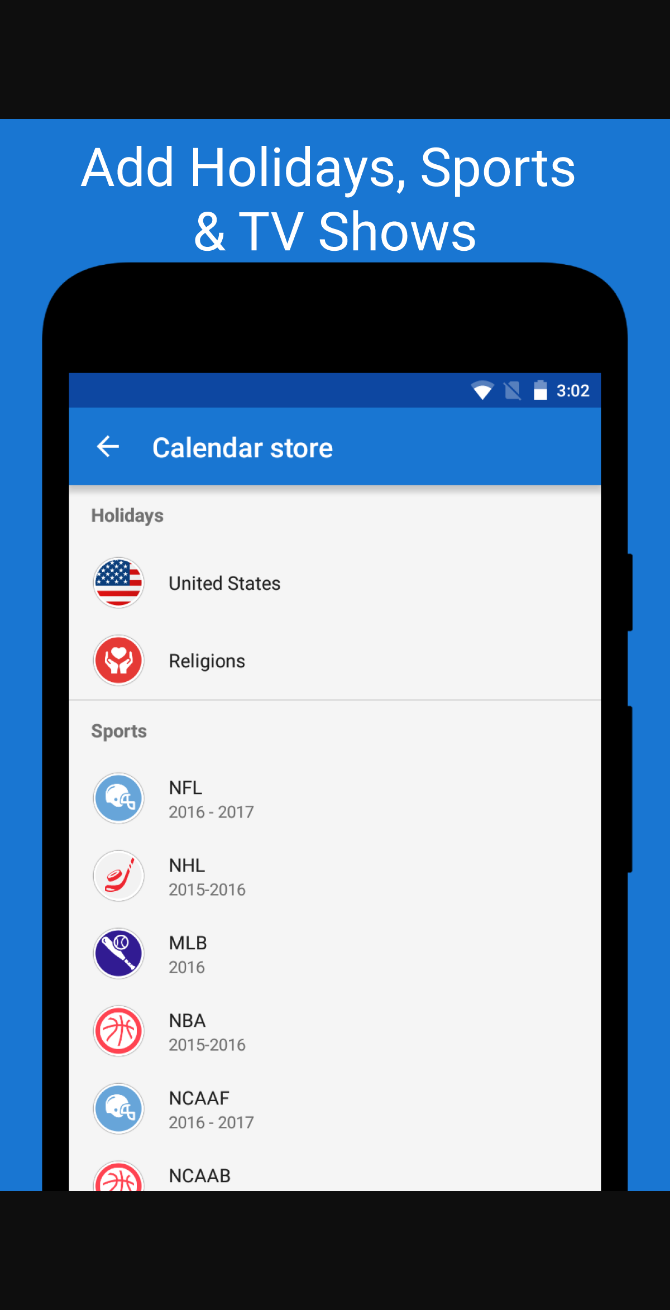 Add Holidays, Sports
& TV Shows
3:02
Calendar store
Holidays
United States
Religions
Sports
NFL
2016 - 2017
NHL
2015-2016
MLB
2016
NBA
2015-2016
NCAAF
2016 - 2017
NCAAB